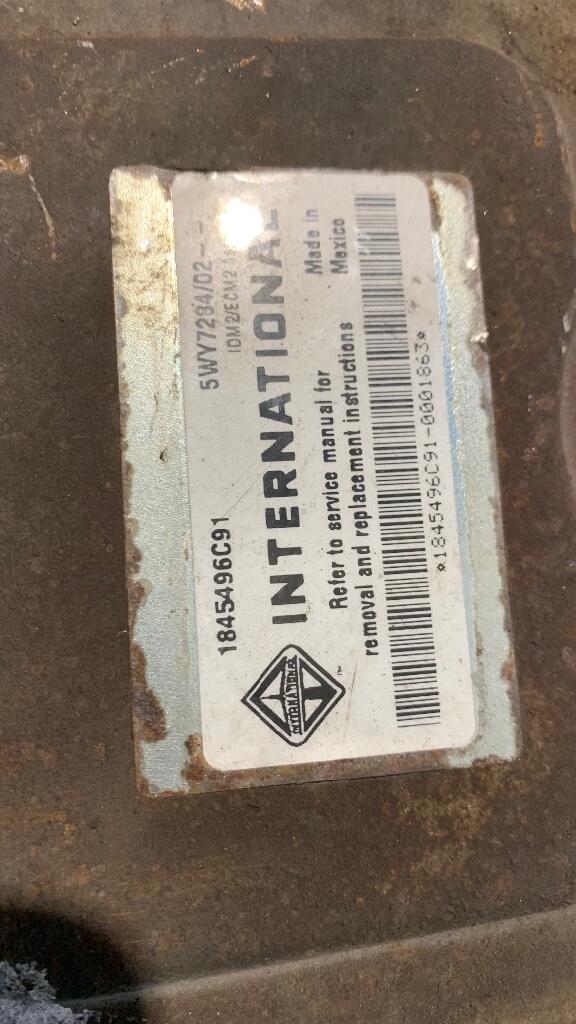 1845496C91
5WY7284/02--
IDM2/ECM2
INTERNATIONAL
Made in
Mexico
Refer to service manual for
removal and replacement instructions
INTERNATIONAL
TM
*1845496C91-0001863*